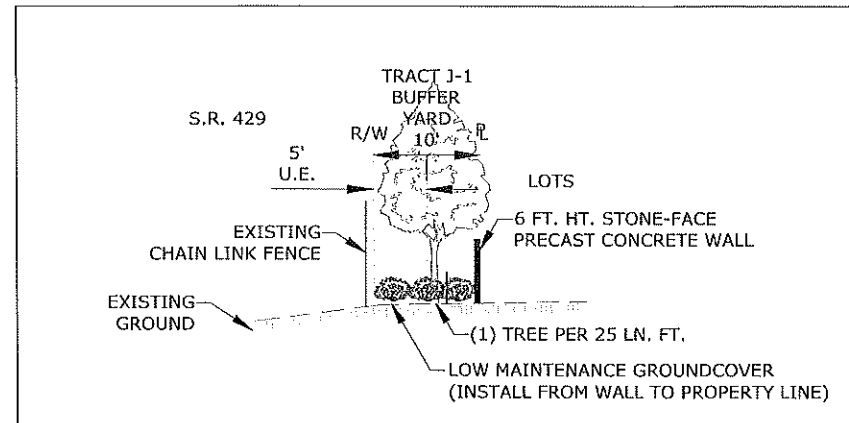 TRACT J-1
BUFFER
YARD
10'
S.R. 429
R/W
PL
5'
U.E.
LOTS
6 FT. HT. STONE-FACE
PRECAST CONCRETE WALL
EXISTING
CHAIN LINK FENCE
EXISTING
GROUND
(1) TREE PER 25 LN. FT.
LOW MAINTENANCE GROUNDCOVER
(INSTALL FROM WALL TO PROPERTY LINE)